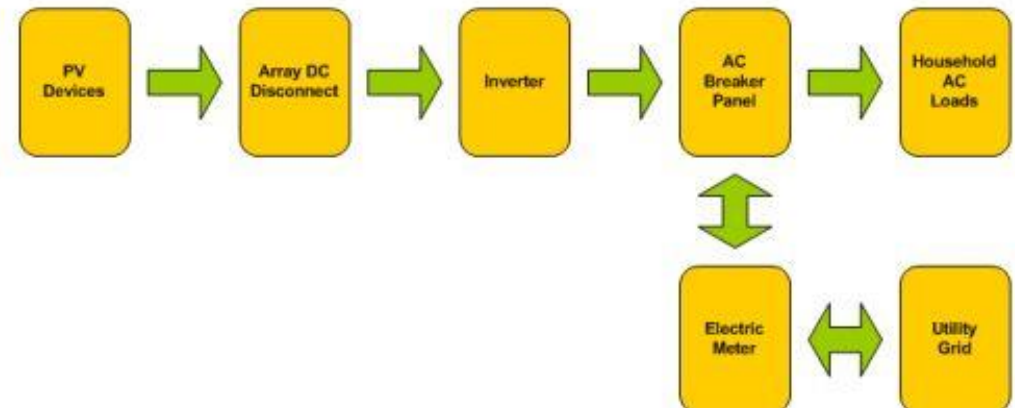 PV
Devices
Array DC
Disconnect
Inverter
AC
Breaker
Panel
Household
AC
Loads
Electric
Meter
Utility
Grid